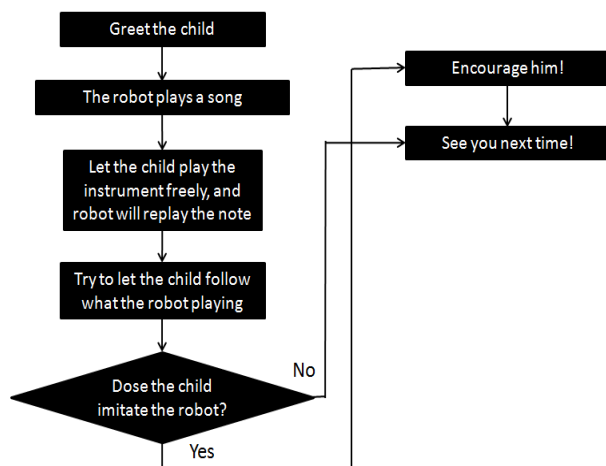 Greet the child
The robot plays a song
Let the child play the
instrument freely, and
robot will replay the note
Try to let the child follow
what the robot playing
Dose the child
imitate the robot?
No
Yes
Encourage him!
See you next time!